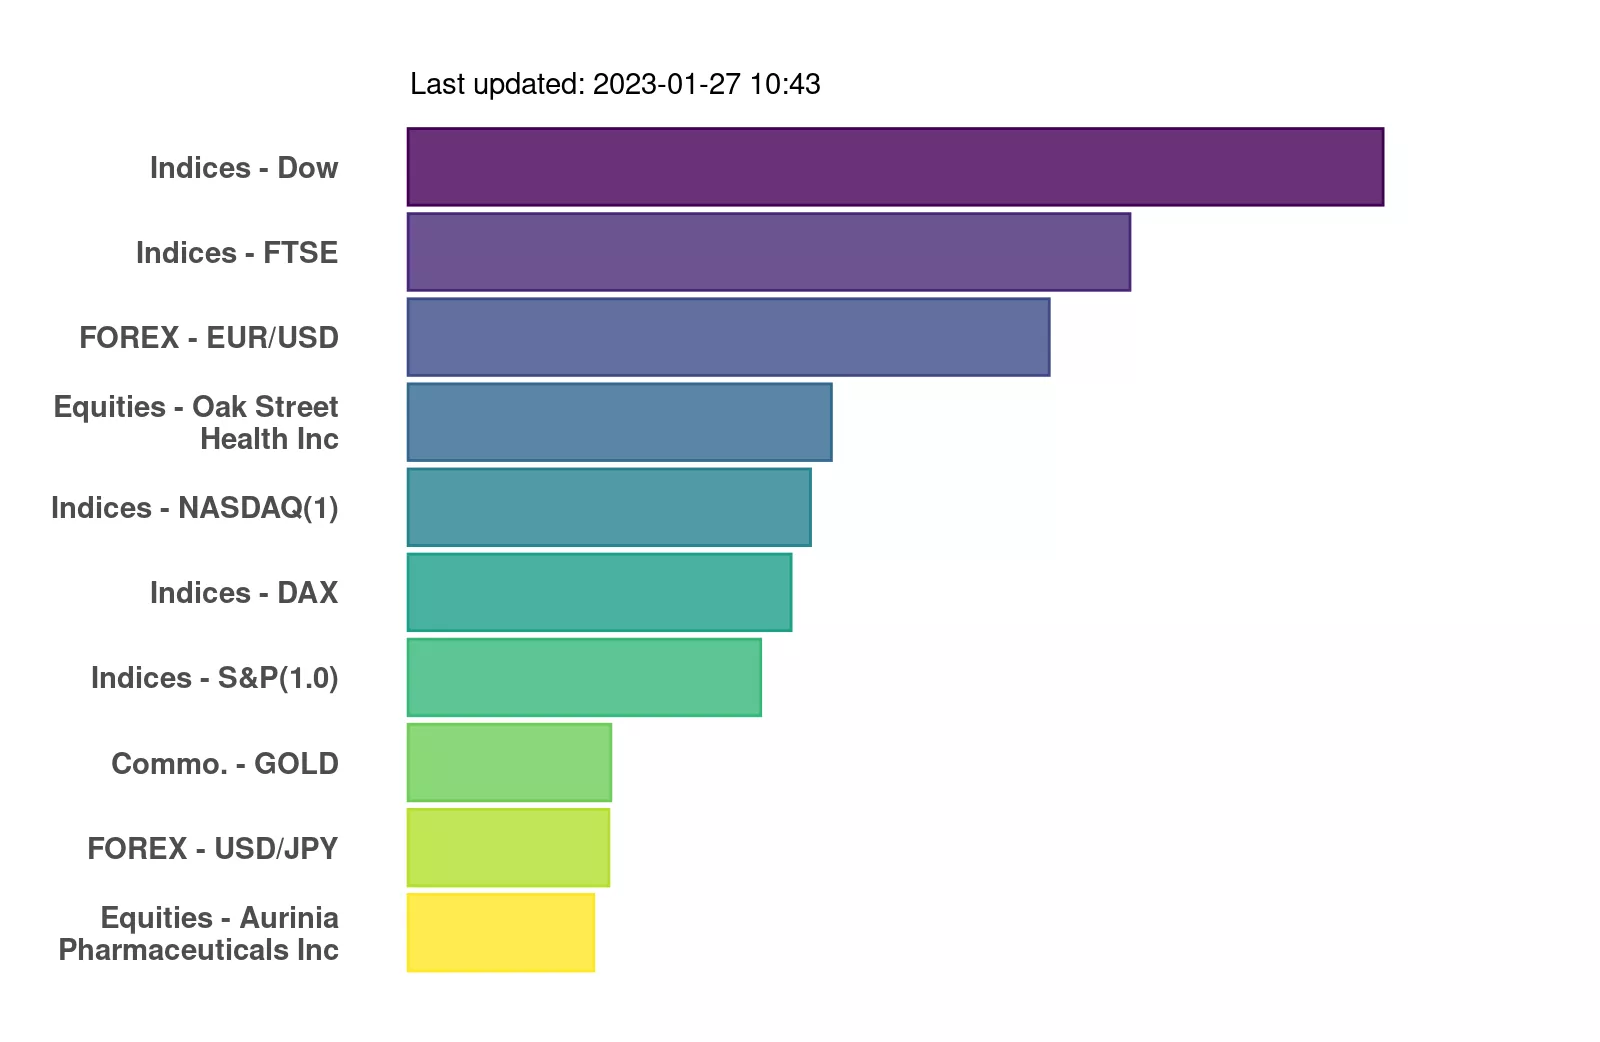 Last updated: 2023-01-27 10:43
Indices - Dow
Indices - FTSE
FOREX - EUR/USD
Equities - Oak Street
Health Inc
Indices - NASDAQ(1)
Indices - DAX
Indices - S&P(1.0)
Commo. - GOLD
FOREX - USD/JPY
Equities - Aurinia
Pharmaceuticals Inc